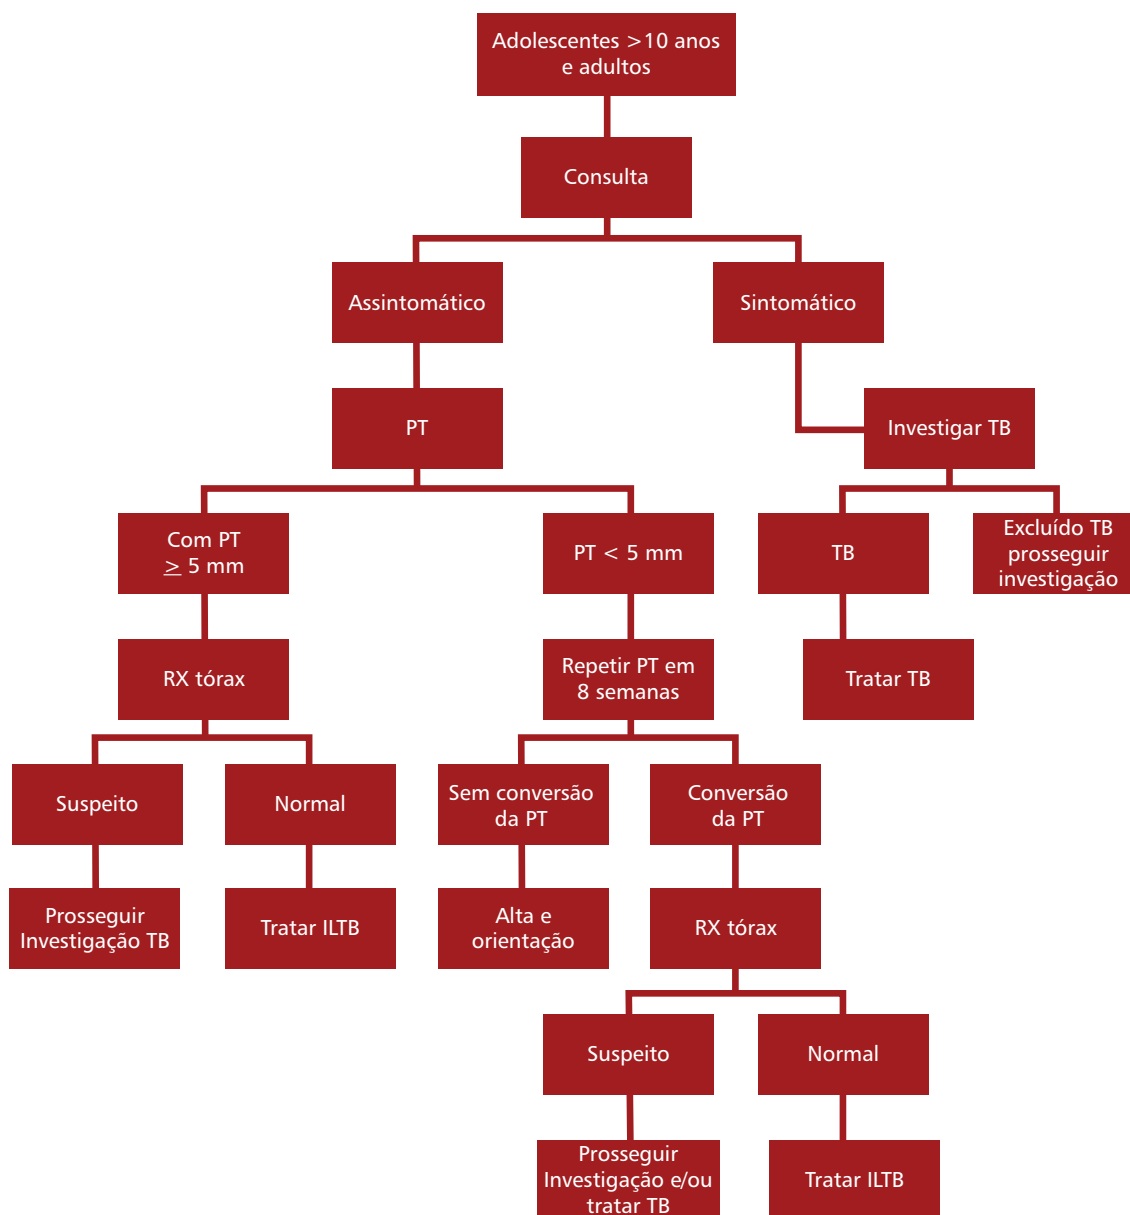 Adolescentes >10 anos
e adultos
Consulta
Assintomático
Sintomático
PT
Investigar TB
Com PT
≥ 5 mm
PT < 5 mm
TB
Excluído TB
prosseguir
investigação
RX tórax
Repetir PT em
8 semanas
Tratar TB
Suspeito
Normal
Sem conversão
da PT
Conversão
da PT
Prosseguir
Investigação TB
Tratar ILTB
Alta e
orientação
RX tórax
Suspeito
Normal
Prosseguir
Investigação e/ou
tratar TB
Tratar ILTB